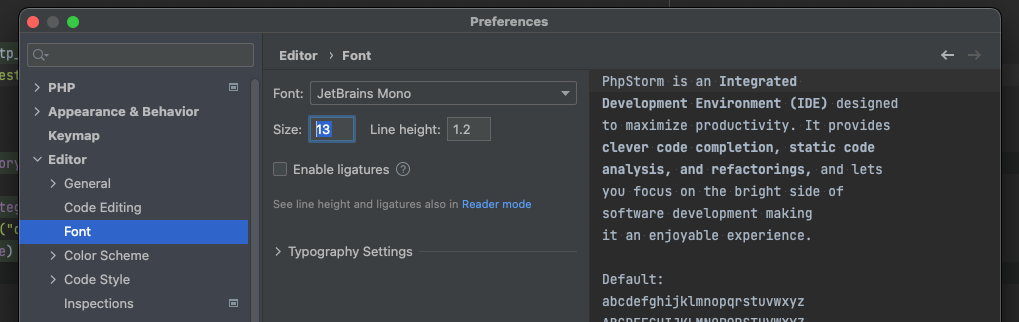 Preferences
Editor › Font
PHP
Appearance & Behavior
Keymap
Editor
General
Code Editing
Font
Color Scheme
Code Style
Inspections
Font: JetBrains Mono
Size: 13 Line height: 1.2
Enable ligatures ?
See line height and ligatures also in Reader mode
Typography Settings
PhpStorm is an Integrated
Development Environment (IDE) designed
to maximize productivity. It provides
clever code completion, static code
analysis, and refactorings, and lets
you focus on the bright side of
software development making
it an enjoyable experience.
Default:
abcdefghijklmnopqrstuvwxyz
ABCDEFGHIJKLMNOPQRSTUVWXYZ